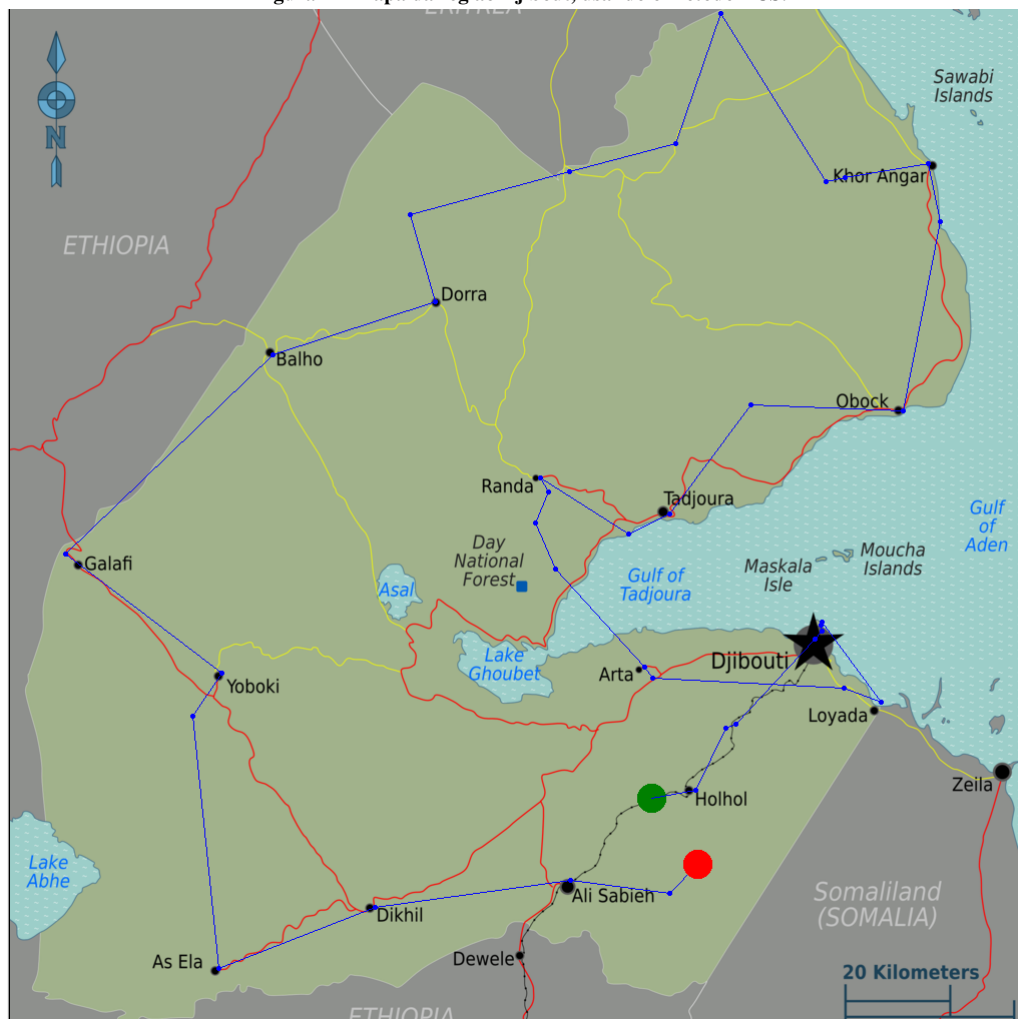 ERITREA
Sawabi
Islands
N
Khor Angar
ETHIOPIA
Dorra
Balho
Obock
Randa
Tadjoura
Gulf
of
Aden
Day
National
Forest
Galafi
Asal
Gulf of
Tadjoura
Maskala
Isle
Moucha
Islands
Lake
Ghoubet
Arta
Djibouti
Yoboki
Loyada
Zeila
Holhol
Lake
Abhe
Ali Sabieh
Somaliland
(SOMALIA)
Dikhil
As Ela
Dewele
20 Kilometers
ETHIOPIA